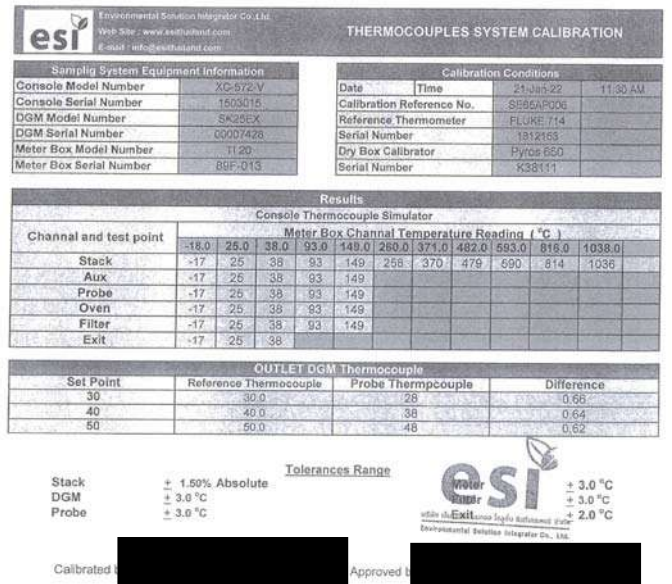 esi
Environmental Solution Integrator Co.,Ltd.
Web Site : www.esithailand.com
E-mail : info@esithailand.com
THERMOCOUPLES SYSTEM CALIBRATION
Samplig System Equipment Information
Console Model Number XC-572-V
Console Serial Number 1503015
DGM Model Number SK25EX
DGM Serial Number 00007428
Meter Box Model Number TI 20
Meter Box Serial Number 89F-013
Calibration Conditions
Date Time 21-Jan-22 11.30 AM
Calibration Reference No. SE65AP006
Reference Thermometer FLUKE 714
Serial Number 1812153
Dry Box Calibrator Pyros 650
Serial Number K38111
Results
Console Thermocouple Simulator
Channal and test point
Meter Box Channal Temperature Reading ( °C )
-18.0 25.0 38.0 93.0 149.0 260.0 371.0 482.0 593.0 816.0 1038.0
Stack -17 25 38 93 149 258 370 479 590 814 1036
Aux -17 25 38 93 149
Probe -17 25 38 93 149
Oven -17 25 38 93 149
Filter -17 25 38 93 149
Exit -17 25 38
OUTLET DGM Thermocouple
Set Point Reference Thermocouple Probe Thermpcouple Difference
30 30.0 28 0.66
40 40.0 38 0.64
50 50.0 48 0.62
Tolerances Range
Stack ± 1.50% Absolute
DGM ± 3.0 °C
Probe ± 3.0 °C
esi
Meter ± 3.0 °C
Filter ± 3.0 °C
Exit ± 2.0 °C
Environmental Solution Integrator Co., Ltd.
Calibrated
Approved